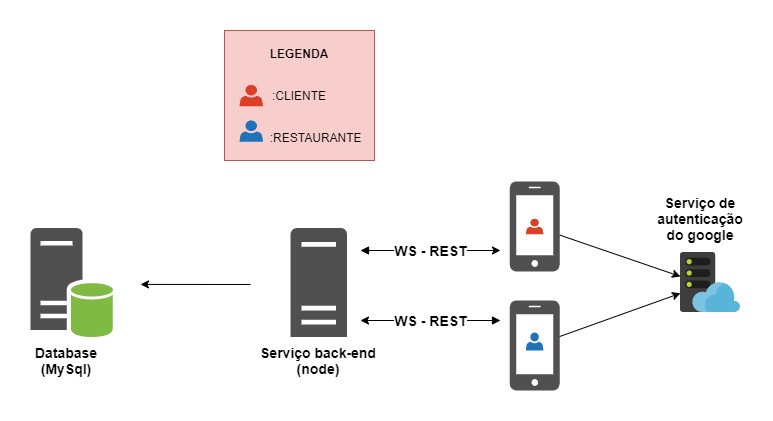 LEGENDA
:CLIENTE
:RESTAURANTE
Serviço de
autenticação
do google
WS - REST
WS - REST
Database
(MySql)
Serviço back-end
(node)